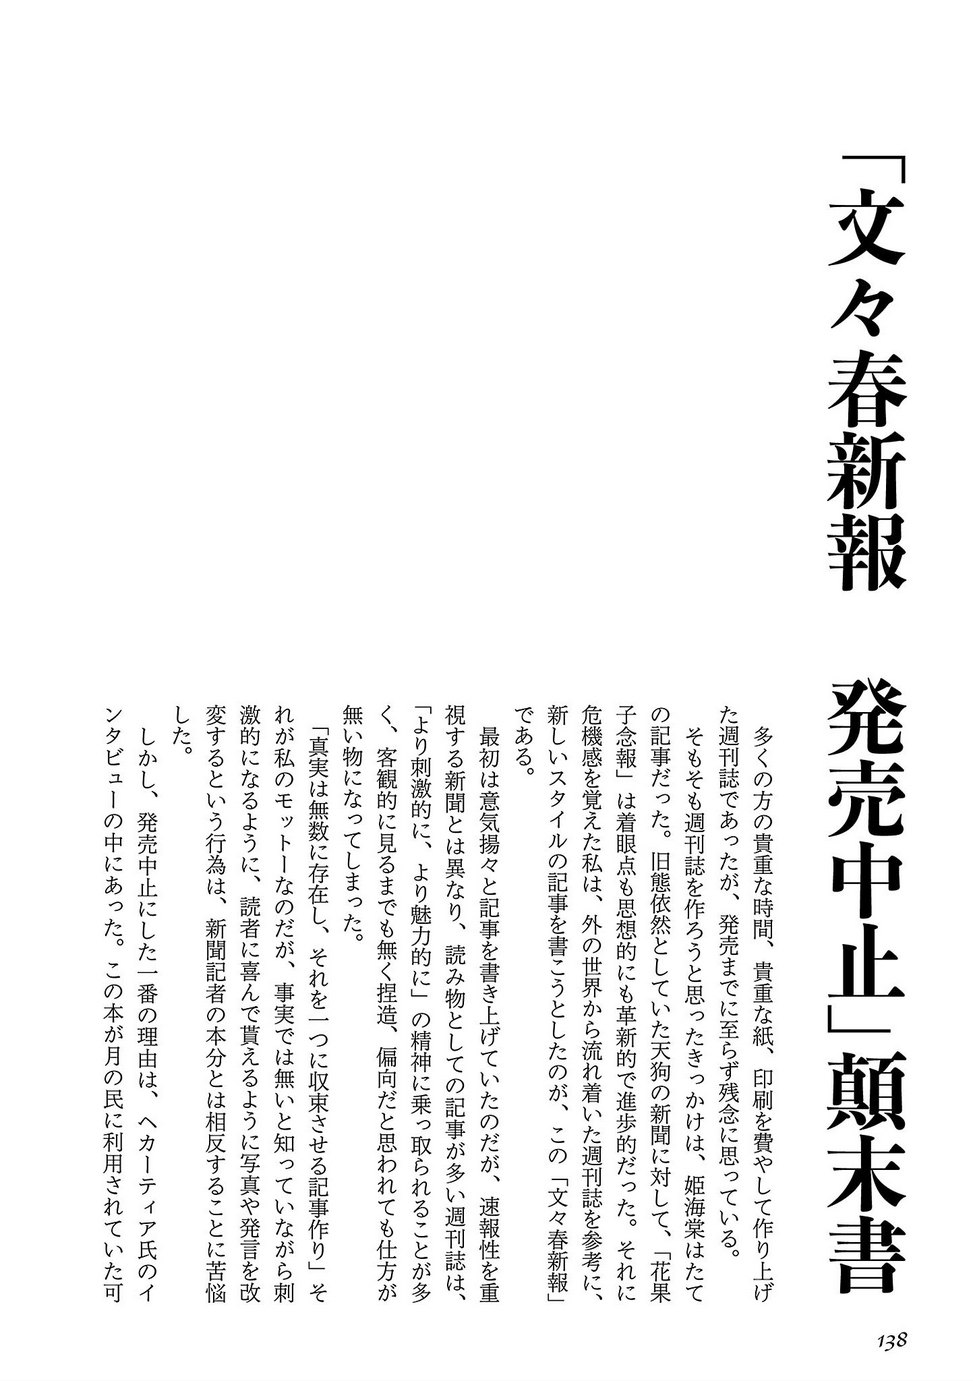 「文々春新報　発売中止」顛末書
　多くの方の貴重な時間、貴重な紙、印刷を費やして作り上げ
た週刊誌であったが、発売までに至らず残念に思っている。
　そもそも週刊誌を作ろうと思ったきっかけは、姫海棠はたて
の記事だった。旧態依然としていた天狗の新聞に対して、「花果
子念報」は着眼点も思想的にも革新的で進歩的だった。それに
危機感を覚えた私は、外の世界から流れ着いた週刊誌を参考に、
新しいスタイルの記事を書こうとしたのが、この「文々春新報」
である。
　最初は意気揚々と記事を書き上げていたのだが、速報性を重
視する新聞とは異なり、読み物としての記事が多い週刊誌は、
「より刺激的に、より魅力的に」の精神に乗っ取られることが多
く、客観的に見るまでも無く捏造、偏向だと思われても仕方が
無い物になってしまった。
　「真実は無数に存在し、それを一つに収束させる記事作り」そ
れが私のモットーなのだが、事実では無いと知っていながら刺
激的になるように、読者に喜んで貰えるように写真や発言を改
変するという行為は、新聞記者の本分とは相反することに苦悩
した。
　しかし、発売中止にした一番の理由は、ヘカーティア氏のイ
ンタビューの中にあった。この本が月の民に利用されていた可
138